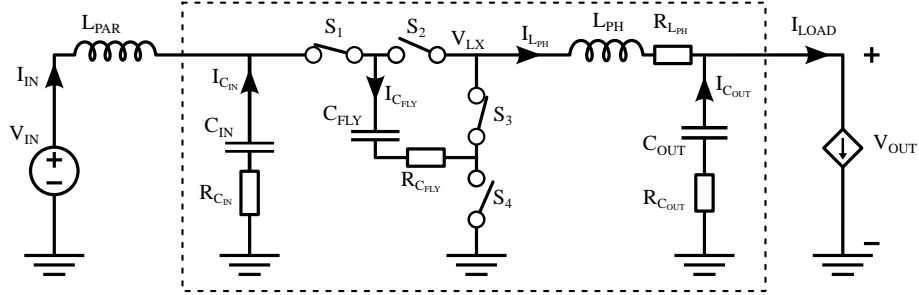 L_PAR
S_1
S_2
V_LX
I_L_PH
L_PH
R_L_PH
I_LOAD
+
I_IN
I_C_IN
I_C_FLY
I_C_OUT
V_IN
C_IN
C_FLY
S_3
C_OUT
V_OUT
+
−
R_C_IN
R_C_FLY
S_4
R_C_OUT
−